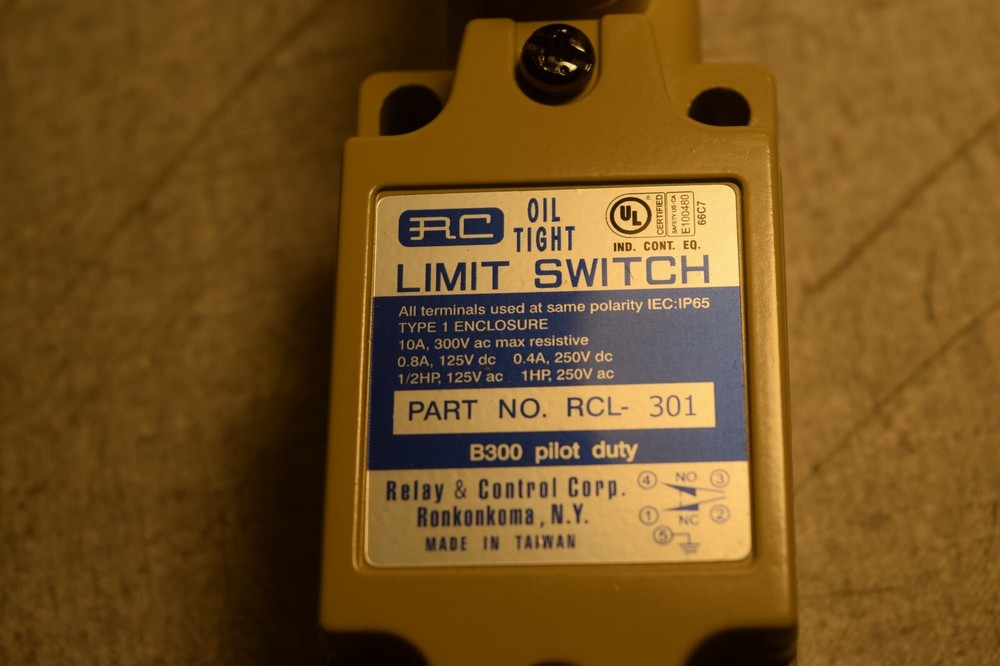 RC
OIL
TIGHT
UL
®
CERTIFIED
SAFETY US-CA
E100480
66C7
IND. CONT. EQ.
LIMIT SWITCH
All terminals used at same polarity IEC:IP65
TYPE 1 ENCLOSURE
10A, 300V ac max resistive
0.8A, 125V dc 0.4A, 250V dc
1/2HP, 125V ac 1HP, 250V ac
PART NO. RCL- 301
B300 pilot duty
Relay & Control Corp.
Ronkonkoma, N.Y.
MADE IN TAIWAN
4 NO 3
1 NC 2
5